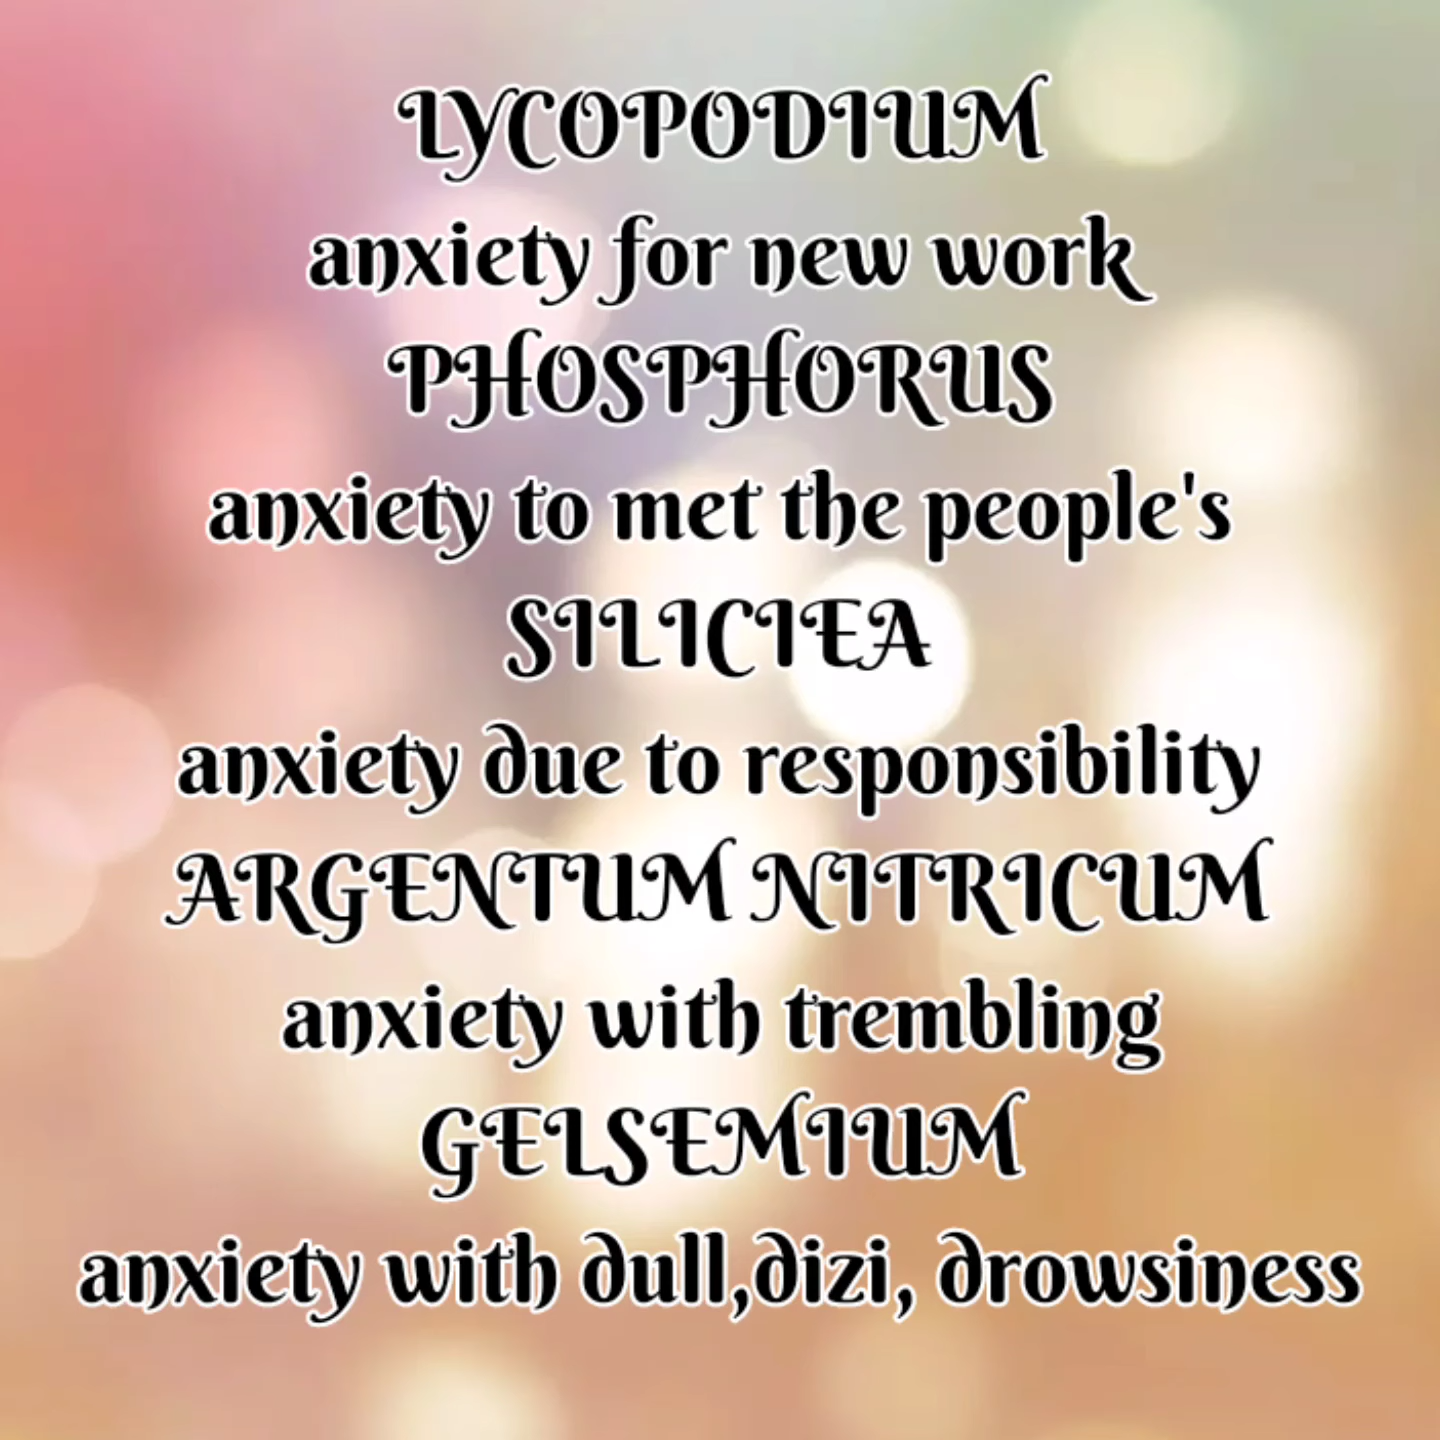 LYCOPODIUM
anxiety for new work
PHOSPHORUS
anxiety to met the people's
SILICIEA
anxiety due to responsibility
ARGENTUM NITRICUM
anxiety with trembling
GELSEMIUM
anxiety with dull,dizi, drowsiness